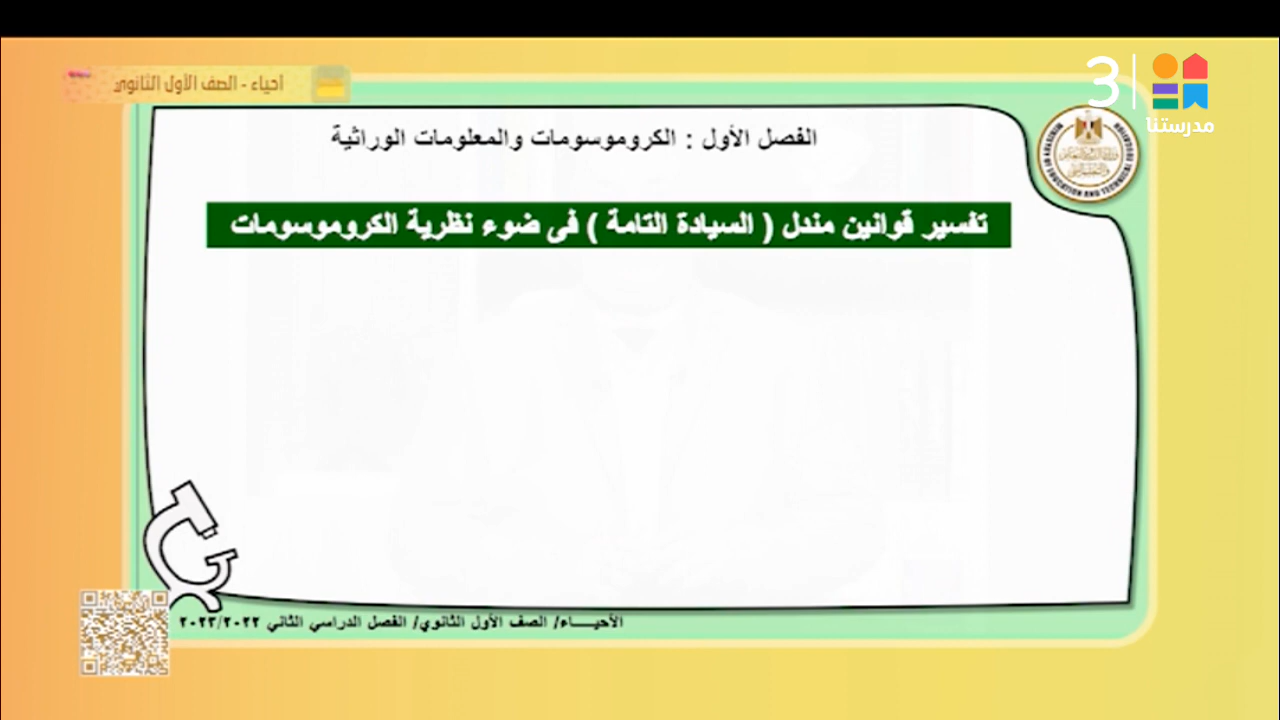 أحياء - الصف الأول الثانوي
3
مدرستنا
الفصل الأول : الكروموسومات والمعلومات الوراثية
تفسير قوانين مندل ( السيادة التامة ) فى ضوء نظرية الكروموسومات
الأحيـــاء/ الصف الأول الثانوي/ الفصل الدراسي الثاني ٢٠٢٣/٢٠٢٢